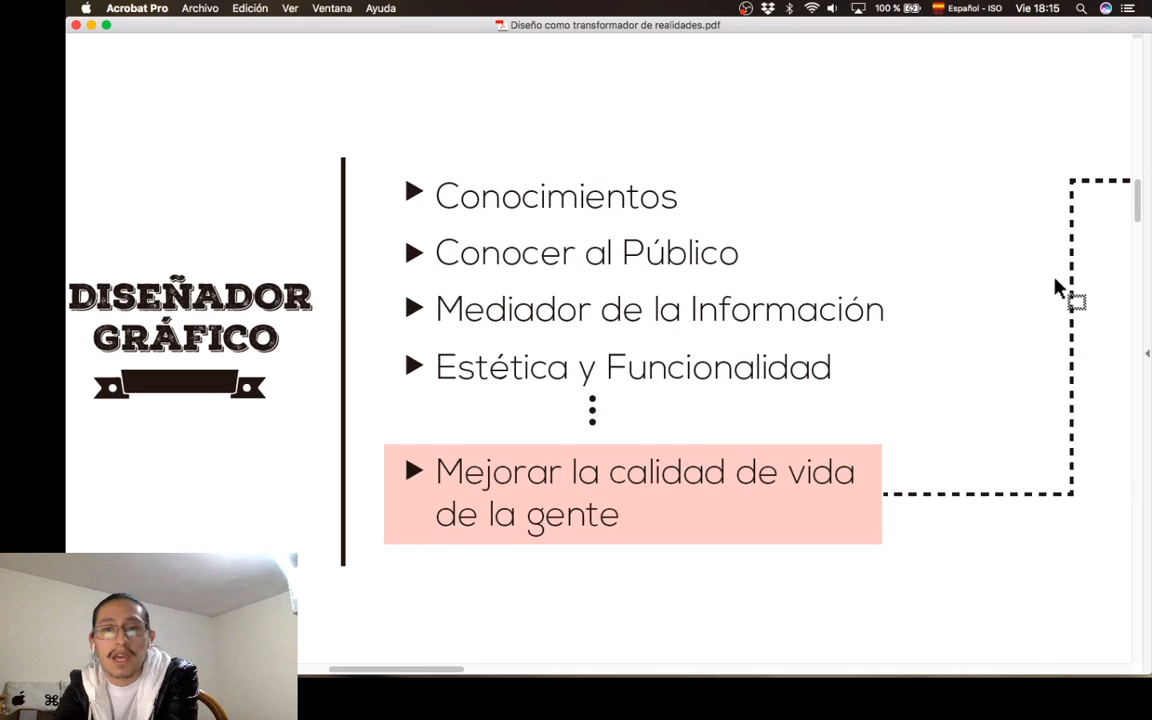 Acrobat Pro Archivo Edición Ver Ventana Ayuda 100 % Español - ISO Vie 18:15
Diseño como transformador de realidades.pdf
DISEÑADOR
GRÁFICO
Conocimientos
Conocer al Público
Mediador de la Información
Estética y Funcionalidad
Mejorar la calidad de vida
de la gente